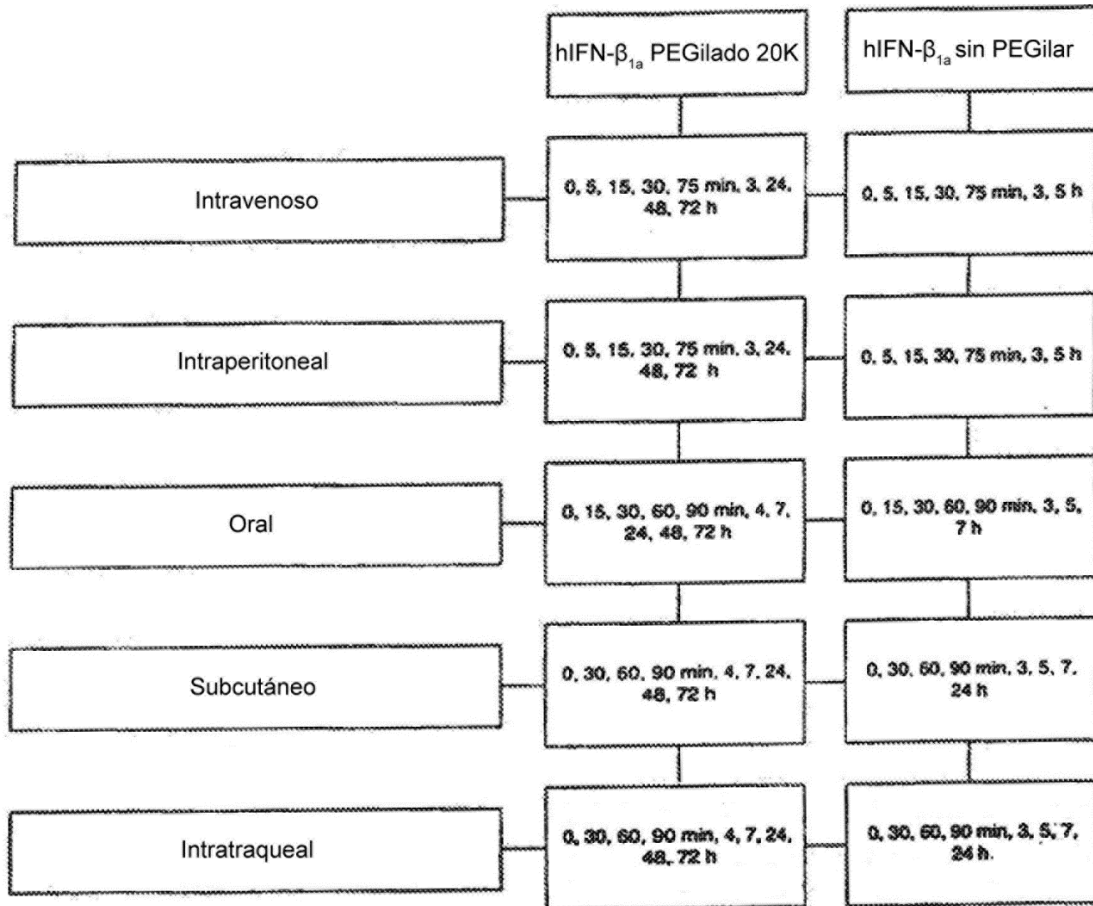 hIFN-β1a PEGilado 20K
hIFN-β1a sin PEGilar
Intravenoso
0, 5, 15, 30, 75 min, 3, 24,
48, 72 h
0, 5, 15, 30, 75 min, 3, 5 h
Intraperitoneal
0, 5, 15, 30, 75 min, 3, 24,
48, 72 h
0, 5, 15, 30, 75 min, 3, 5 h
Oral
0, 15, 30, 60, 90 min, 4, 7,
24, 48, 72 h
0, 15, 30, 60, 90 min, 3, 5,
7 h
Subcutáneo
0, 30, 60, 90 min, 4, 7, 24,
48, 72 h
0, 30, 60, 90 min, 3, 5, 7,
24 h
Intratraqueal
0, 30, 60, 90 min, 4, 7, 24,
48, 72 h
0, 30, 60, 90 min, 3, 5, 7,
24 h.